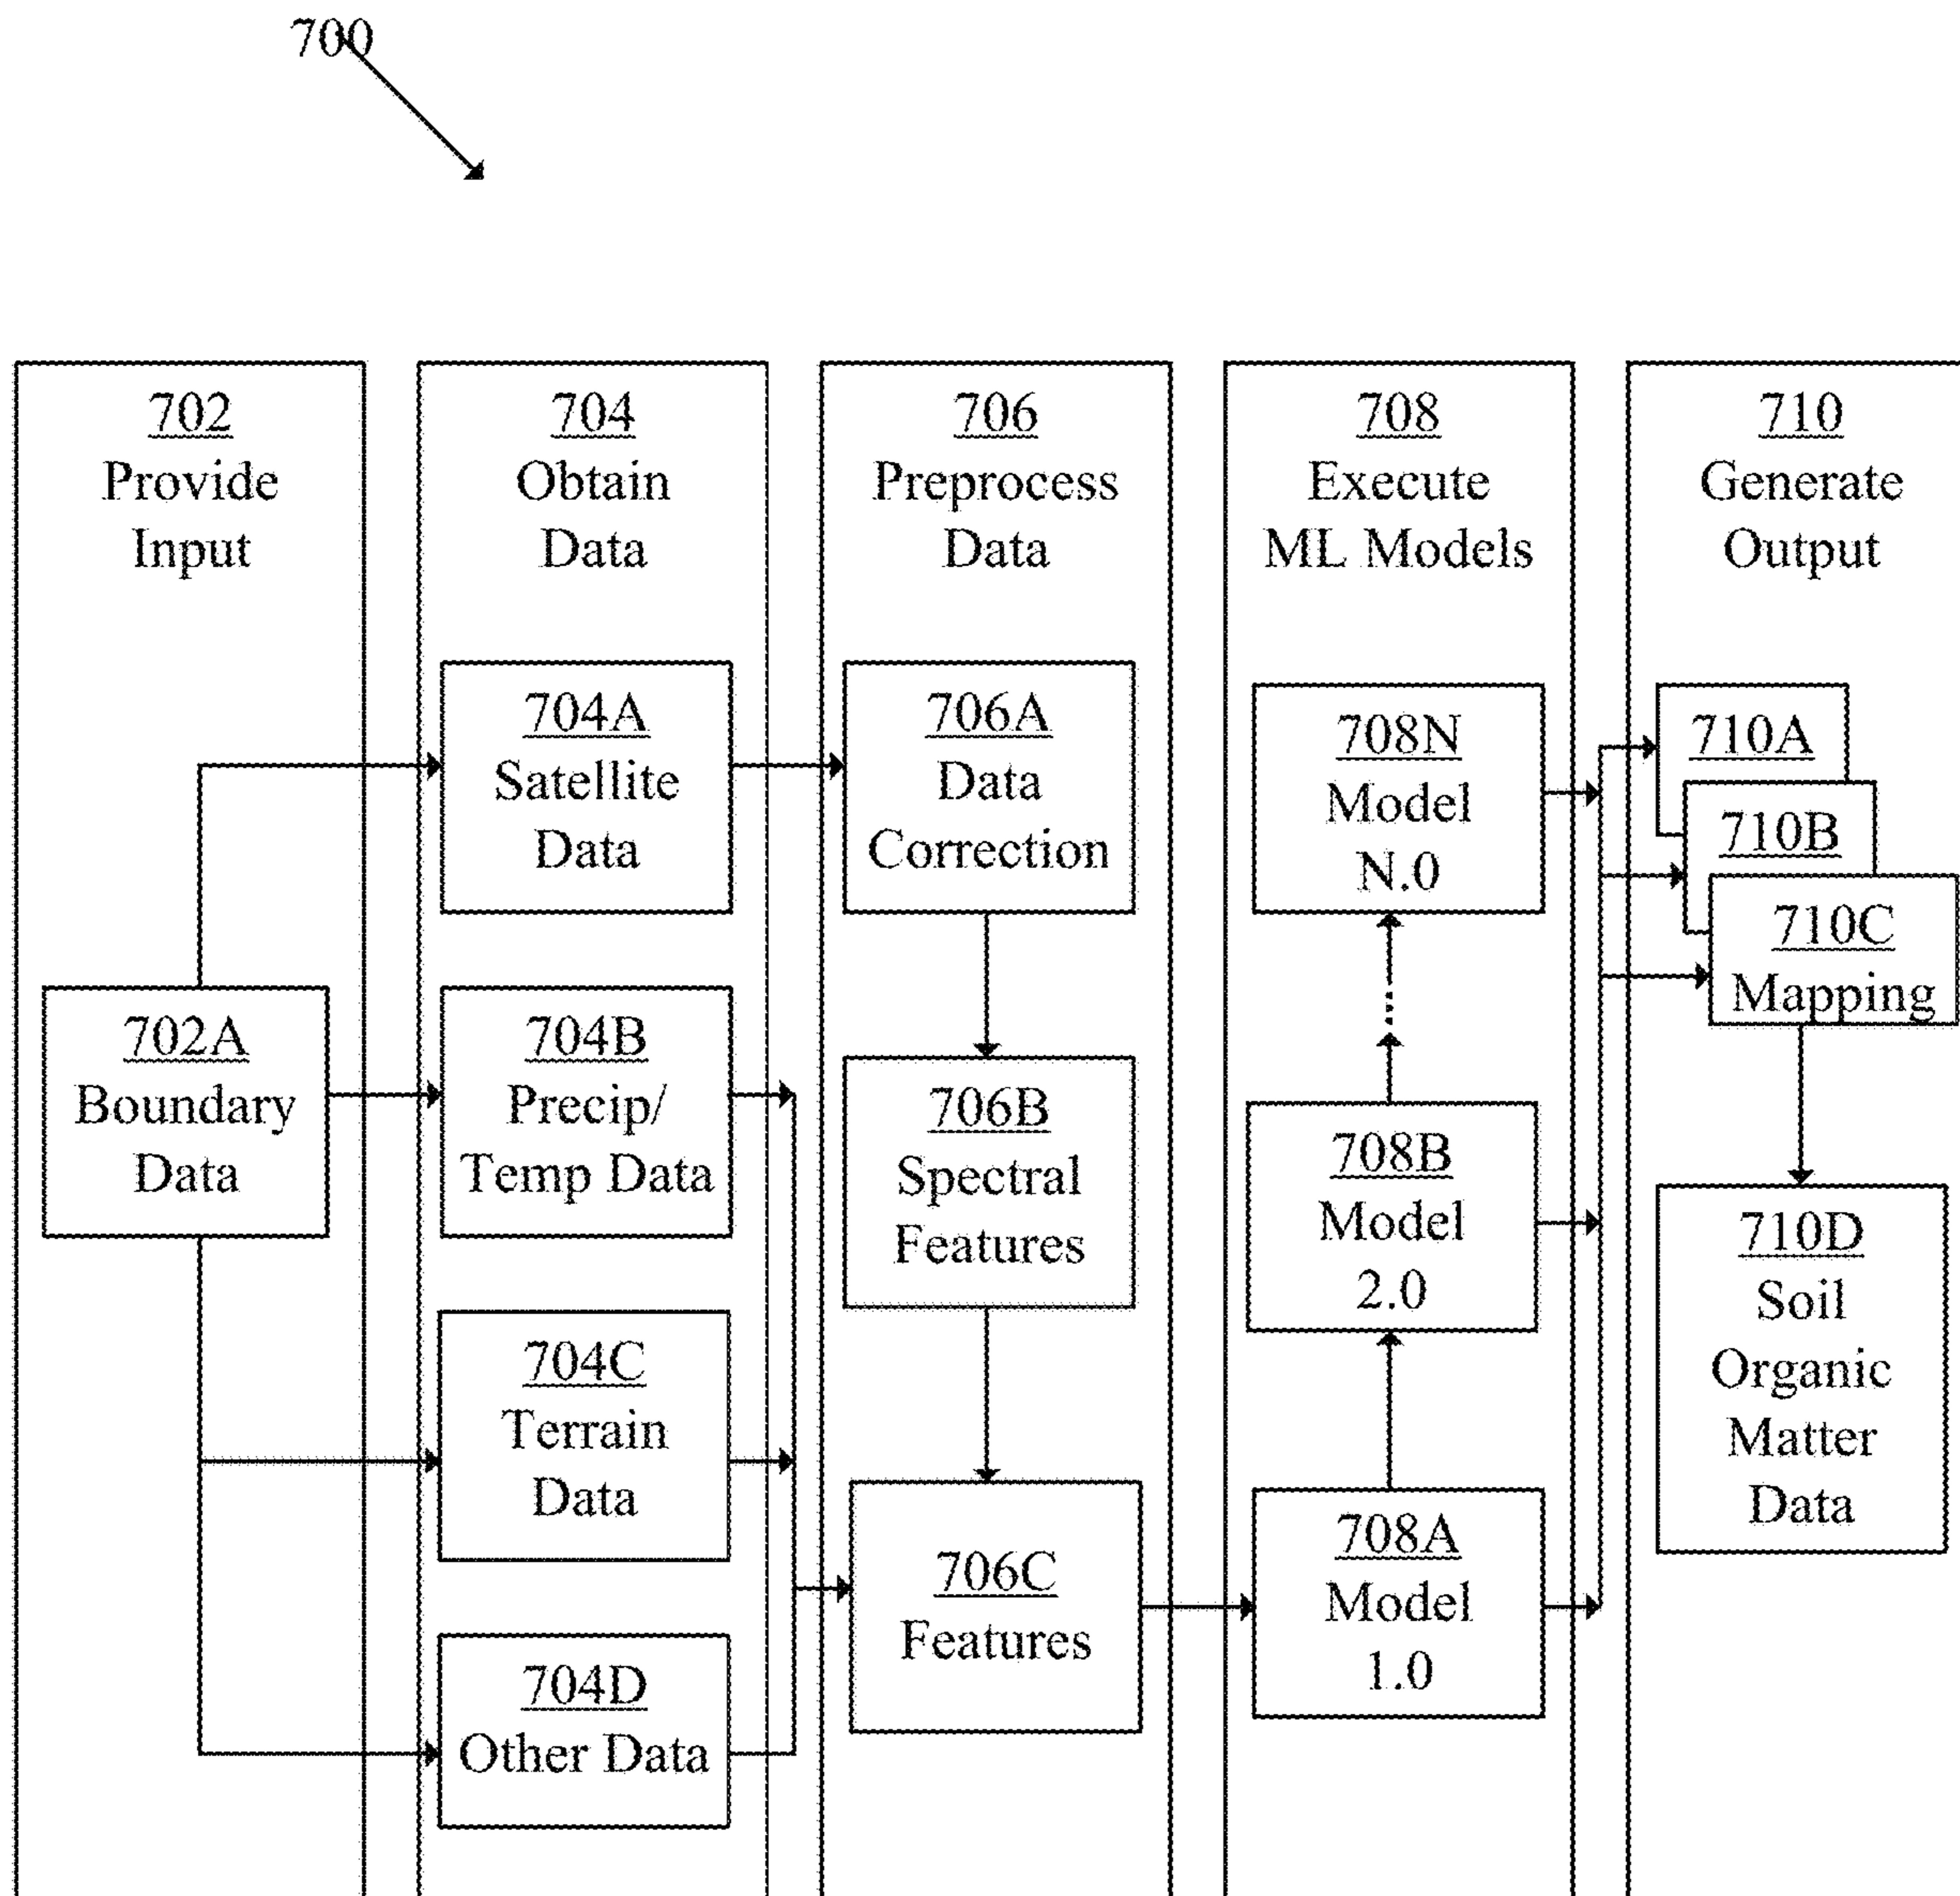 700
702
Provide
Input
702A
Boundary
Data
704
Obtain
Data
704A
Satellite
Data
704B
Precip/
Temp Data
704C
Terrain
Data
704D
Other Data
706
Preprocess
Data
706A
Data
Correction
706B
Spectral
Features
706C
Features
708
Execute
ML Models
708N
Model
N.0
708B
Model
2.0
708A
Model
1.0
710
Generate
Output
710A
710B
710C
Mapping
710D
Soil
Organic
Matter
Data